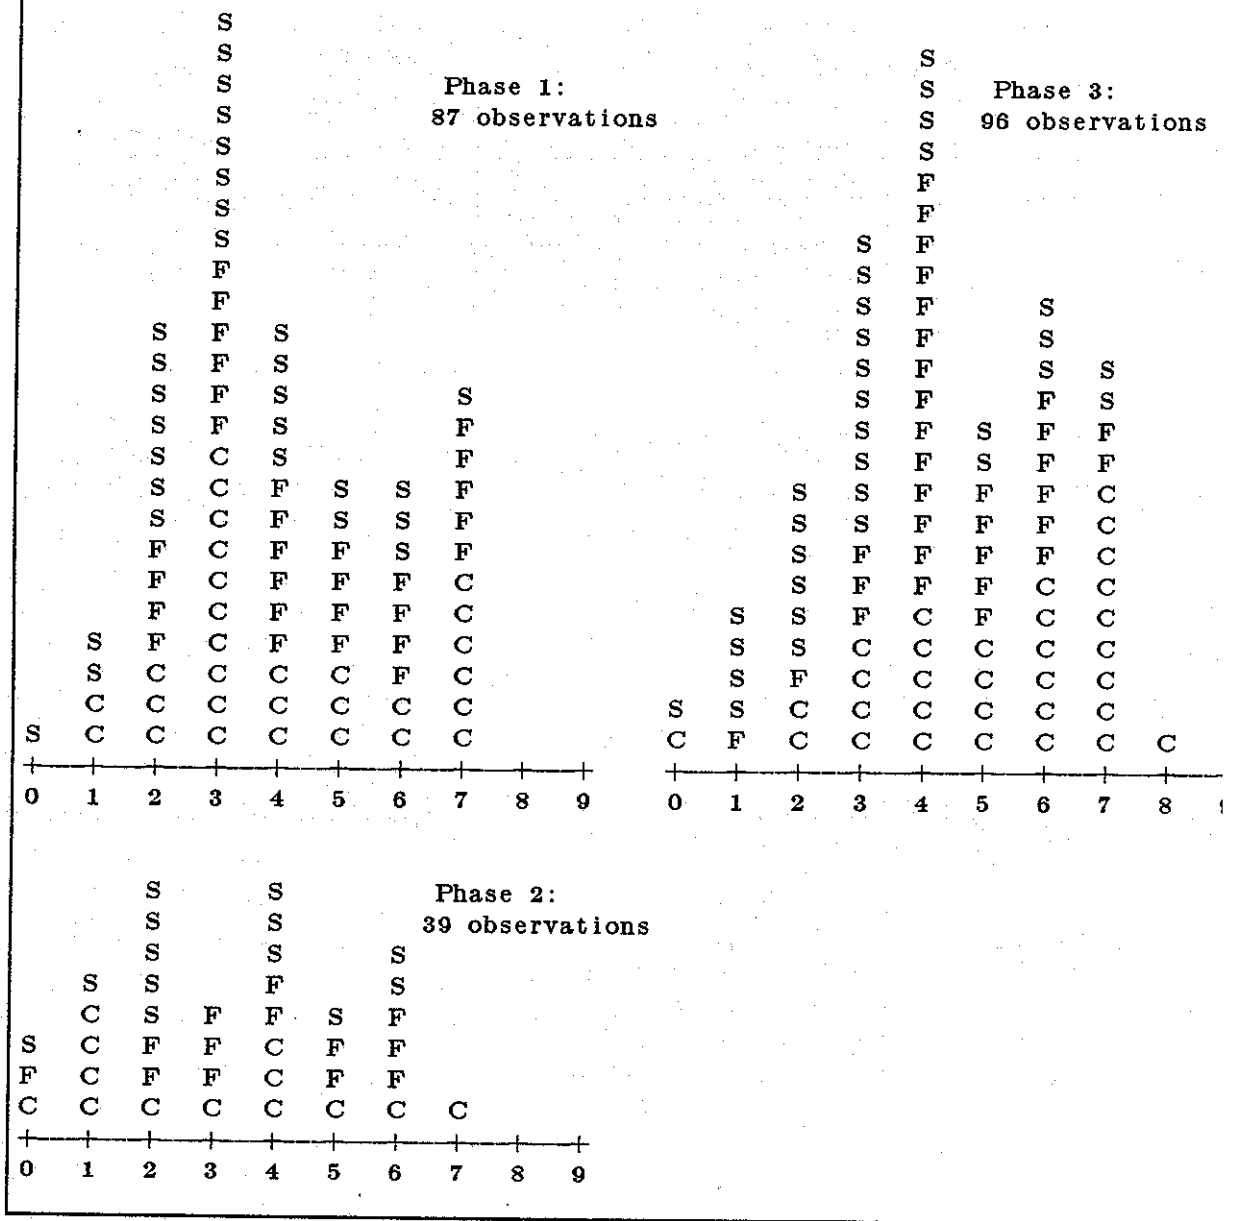 S
S
S Phase 1:
S 87 observations
S
S
S
S
F
F
S F S
S F S
S F S S
S F S F
S C S F
S C F S S F
S C F S S F
F C F F S F
F C F F F C
F C F F F C
S F C F F F C
S C C C C F C
C C C C C C C
S C C C C C C C
0 1 2 3 4 5 6 7 8 9
S
S Phase 3:
S 96 observations
S
F
F
S F
S F
S F S
S F S
S F S S
S F F S
S F S F F
S F S F F
S S F F F C
S S F F F C
S F F F F C
S F F F C C
S S F C F C C
S S C C C C C
S F C C C C C
S S C C C C C C
C F C C C C C C C
0 1 2 3 4 5 6 7 8
S S Phase 2:
S S 39 observations
S S S
S S F S
C S F F S F
S C F F C F F
F C F F C F F
C C C C C C C C
0 1 2 3 4 5 6 7 8 9